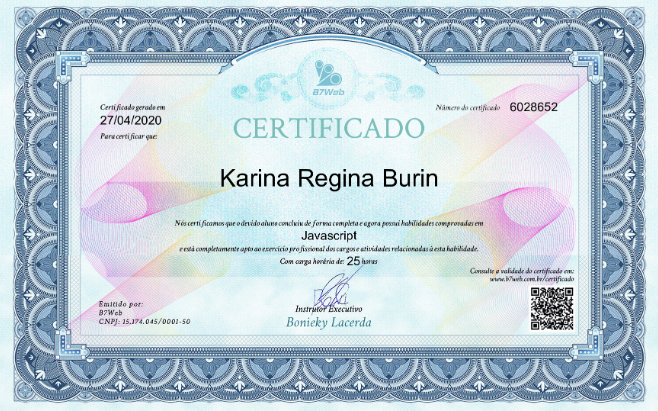 B7Web
Certificado gerado em
27/04/2020
Para certificar que:
Número do certificado 6028652
CERTIFICADO
Karina Regina Burin
Nós certificamos que o devido aluno concluiu de forma completa e agora possui habilidades comprovadas em
Javascript
e está completamente apto ao exercício profissional dos cargos e atividades relacionadas à esta habilidade.
Com carga horária de: 25 horas
Consulte a validade do certificado em:
www.b7web.com.br/certificado
Emitido por:
B7Web
CNPJ: 15.174.045/0001-50
Instrutor Executivo
Bonieky Lacerda